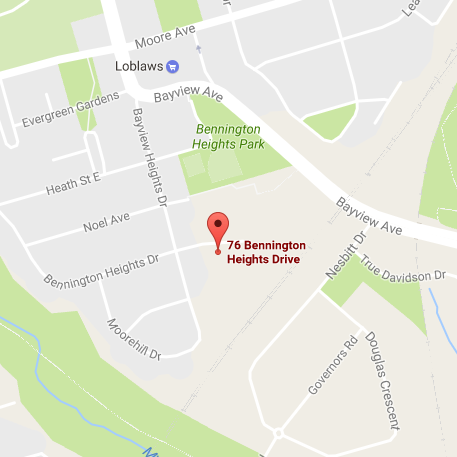 Moore Ave
Lea
Loblaws
Bayview Ave
Evergreen Gardens
Bennington
Heights Park
Bayview Heights Dr
Heath St E
Noel Ave
Bayview Ave
76 Bennington
Heights Drive
Nesbitt Dr
True Davidson Dr
Bennington Heights Dr
Moorehill Dr
Governors Rd
Douglas Crescent